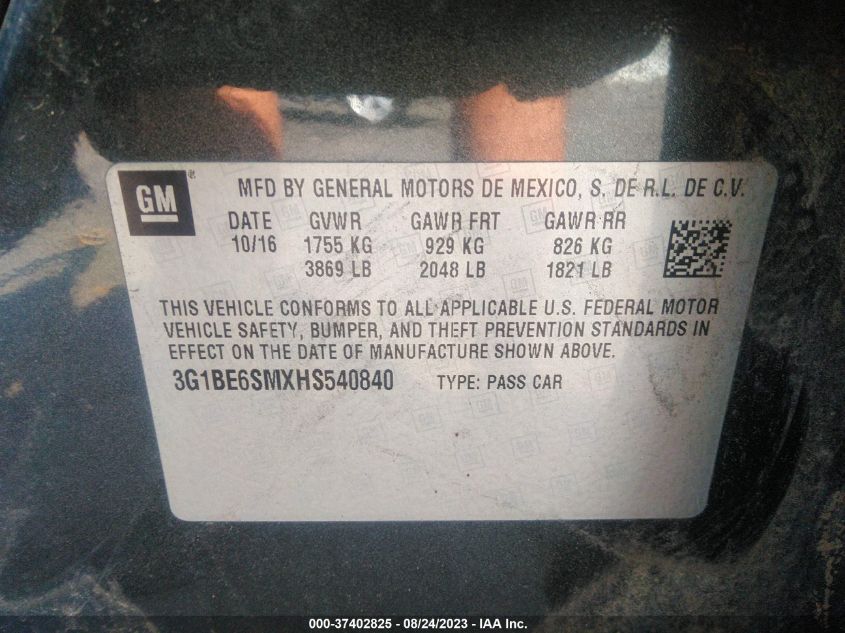 GM
MFD BY GENERAL MOTORS DE MEXICO, S. DE R.L. DE C.V.
DATE GVWR GAWR FRT GAWR RR
10/16 1755 KG 929 KG 826 KG
3869 LB 2048 LB 1821 LB
THIS VEHICLE CONFORMS TO ALL APPLICABLE U.S. FEDERAL MOTOR
VEHICLE SAFETY, BUMPER, AND THEFT PREVENTION STANDARDS IN
EFFECT ON THE DATE OF MANUFACTURE SHOWN ABOVE.
3G1BE6SMXHS540840 TYPE: PASS CAR
000-37402825 - 08/24/2023 - IAA Inc.